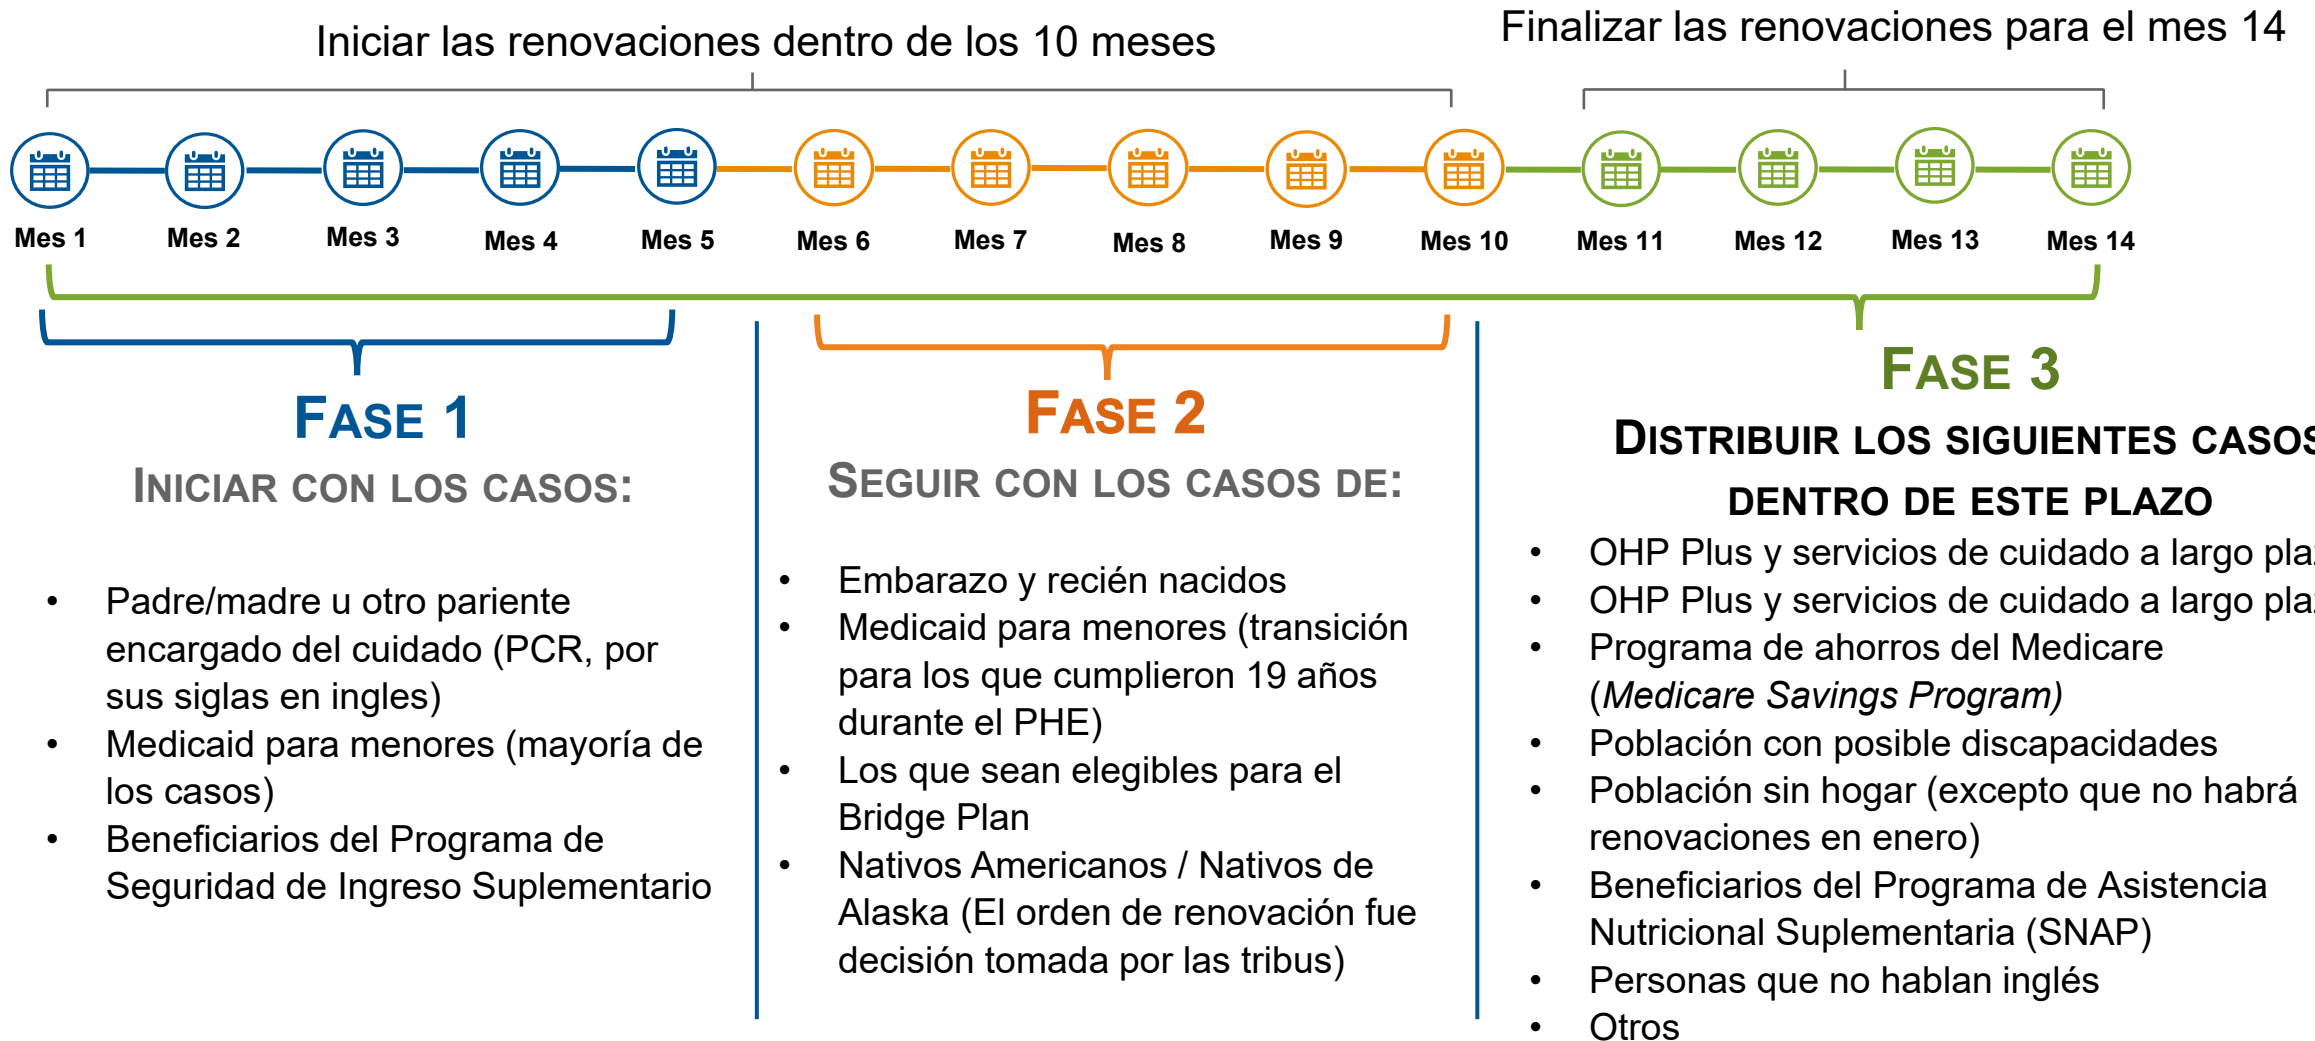 Iniciar las renovaciones dentro de los 10 meses
Finalizar las renovaciones para el mes 14
Mes 1
Mes 2
Mes 3
Mes 4
Mes 5
Mes 6
Mes 7
Mes 8
Mes 9
Mes 10
Mes 11
Mes 12
Mes 13
Mes 14
FASE 1
INICIAR CON LOS CASOS:
• Padre/madre u otro pariente
encargado del cuidado (PCR, por
sus siglas en ingles)
• Medicaid para menores (mayoría de
los casos)
• Beneficiarios del Programa de
Seguridad de Ingreso Suplementario
FASE 2
SEGUIR CON LOS CASOS DE:
• Embarazo y recién nacidos
• Medicaid para menores (transición
para los que cumplieron 19 años
durante el PHE)
• Los que sean elegibles para el
Bridge Plan
• Nativos Americanos / Nativos de
Alaska (El orden de renovación fue
decisión tomada por las tribus)
FASE 3
DISTRIBUIR LOS SIGUIENTES CASOS
DENTRO DE ESTE PLAZO
• OHP Plus y servicios de cuidado a largo
• OHP Plus y servicios de cuidado a largo
• Programa de ahorros del Medicare
(Medicare Savings Program)
• Población con posible discapacidades
• Población sin hogar (excepto que no habrá
renovaciones en enero)
• Beneficiarios del Programa de Asistencia
Nutricional Suplementaria (SNAP)
• Personas que no hablan inglés
• Otros